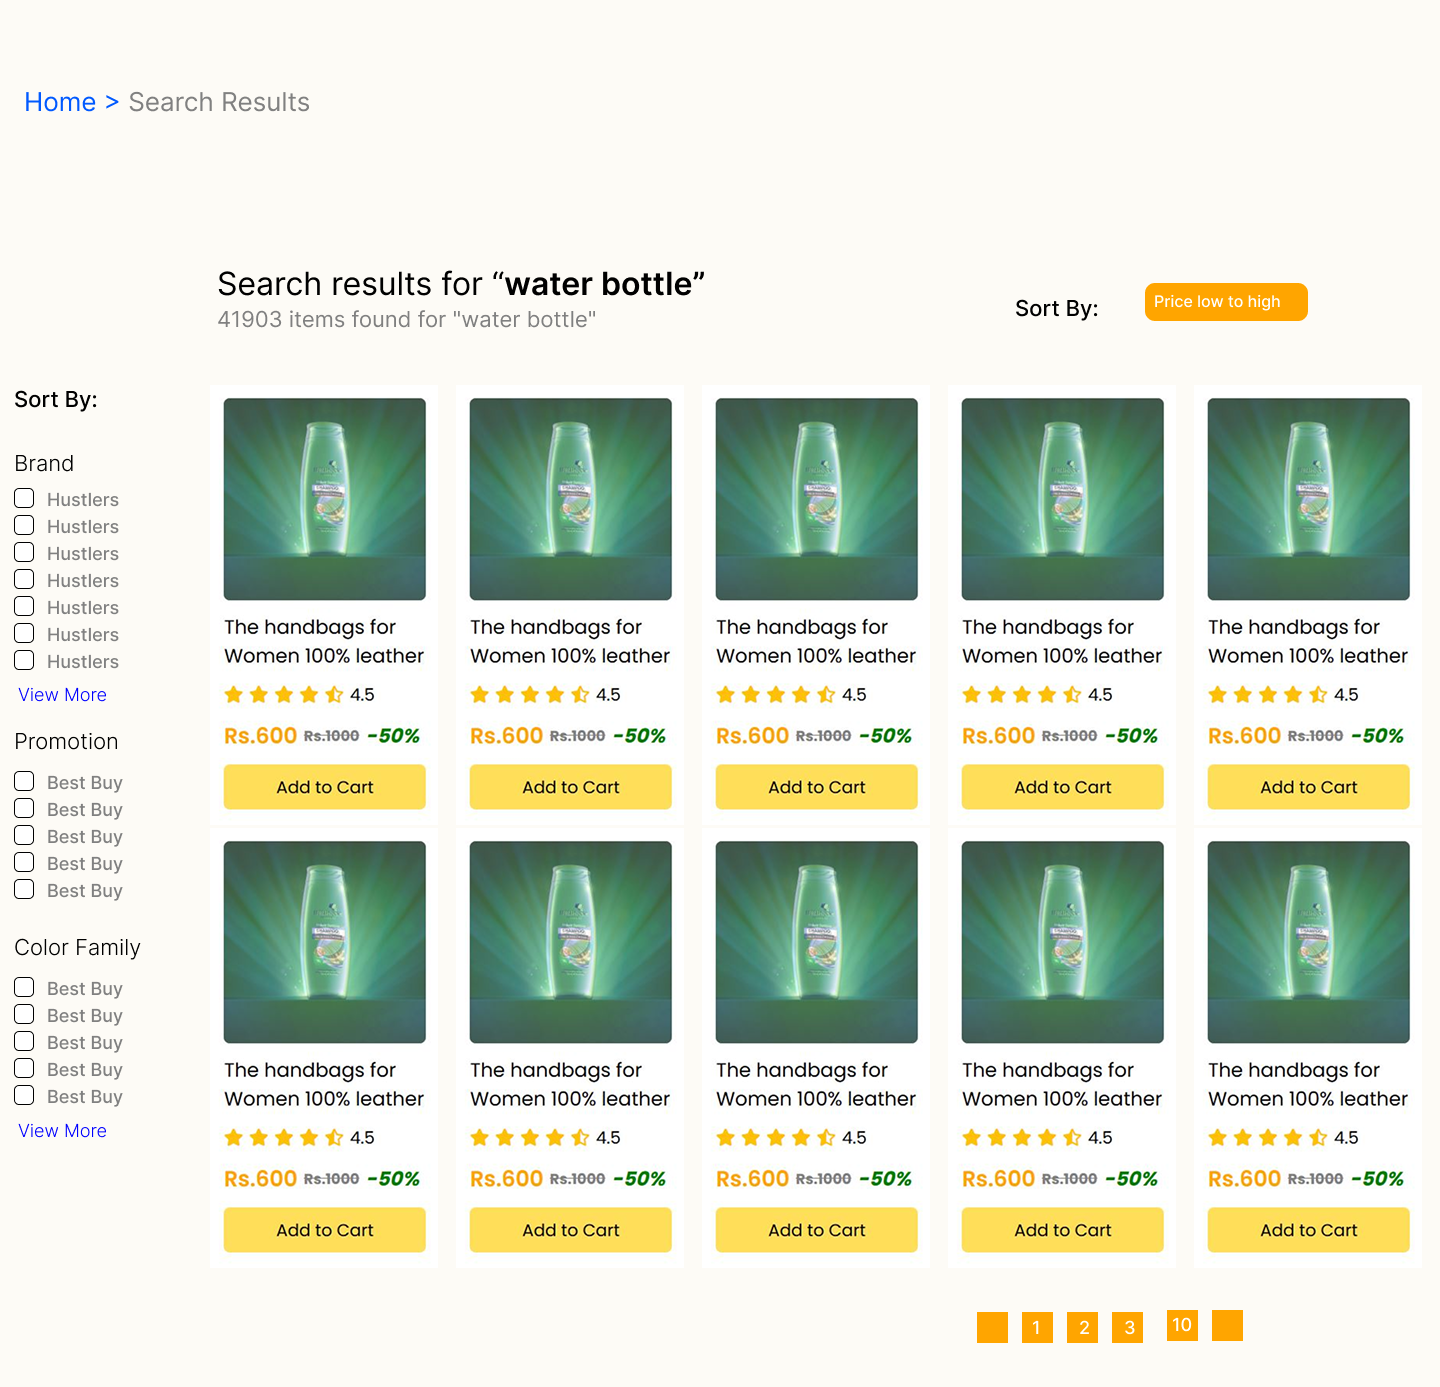 Home > Search Results
Search results for “water bottle”
41903 items found for "water bottle"
Sort By:
Price low to high
Sort By:
Brand
Hustlers
Hustlers
Hustlers
Hustlers
Hustlers
Hustlers
Hustlers
View More
Promotion
Best Buy
Best Buy
Best Buy
Best Buy
Best Buy
Color Family
Best Buy
Best Buy
Best Buy
Best Buy
Best Buy
View More
The handbags for
Women 100% leather
4.5
Rs.600 Rs.1000 -50%
Add to Cart
The handbags for
Women 100% leather
4.5
Rs.600 Rs.1000 -50%
Add to Cart
The handbags for
Women 100% leather
4.5
Rs.600 Rs.1000 -50%
Add to Cart
The handbags for
Women 100% leather
4.5
Rs.600 Rs.1000 -50%
Add to Cart
The handbags for
Women 100% leather
4.5
Rs.600 Rs.1000 -50%
Add to Cart
The handbags for
Women 100% leather
4.5
Rs.600 Rs.1000 -50%
Add to Cart
The handbags for
Women 100% leather
4.5
Rs.600 Rs.1000 -50%
Add to Cart
The handbags for
Women 100% leather
4.5
Rs.600 Rs.1000 -50%
Add to Cart
The handbags for
Women 100% leather
4.5
Rs.600 Rs.1000 -50%
Add to Cart
The handbags for
Women 100% leather
4.5
Rs.600 Rs.1000 -50%
Add to Cart
1 2 3 10